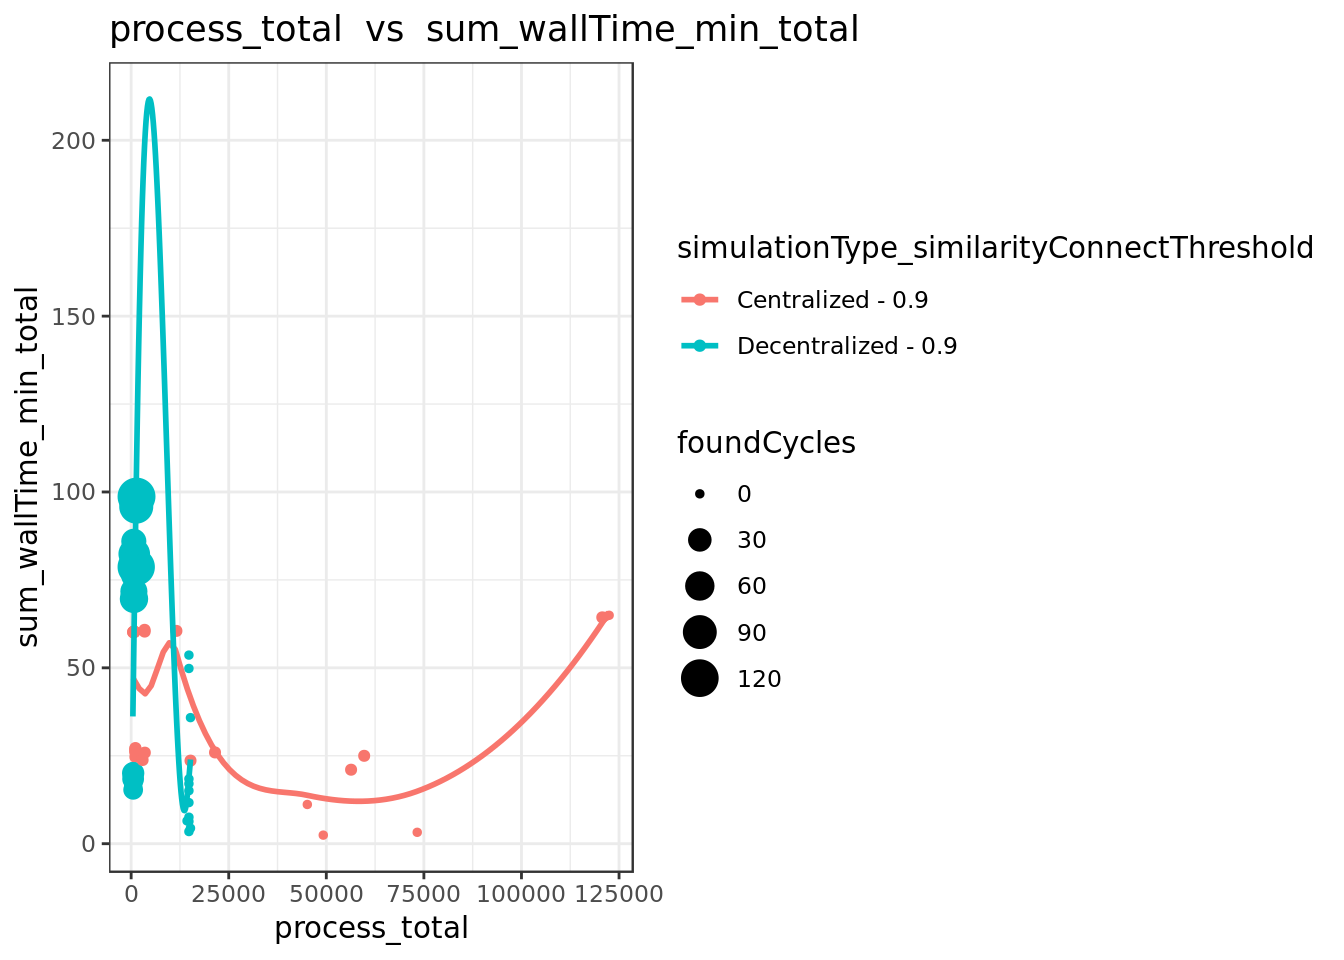 process_total  vs  sum_wallTime_min_total
sum_wallTime_min_total
200
150
100
50
0
0 25000 50000 75000 100000 125000
process_total
simulationType_similarityConnectThreshold
Centralized - 0.9
Decentralized - 0.9
foundCycles
0
30
60
90
120